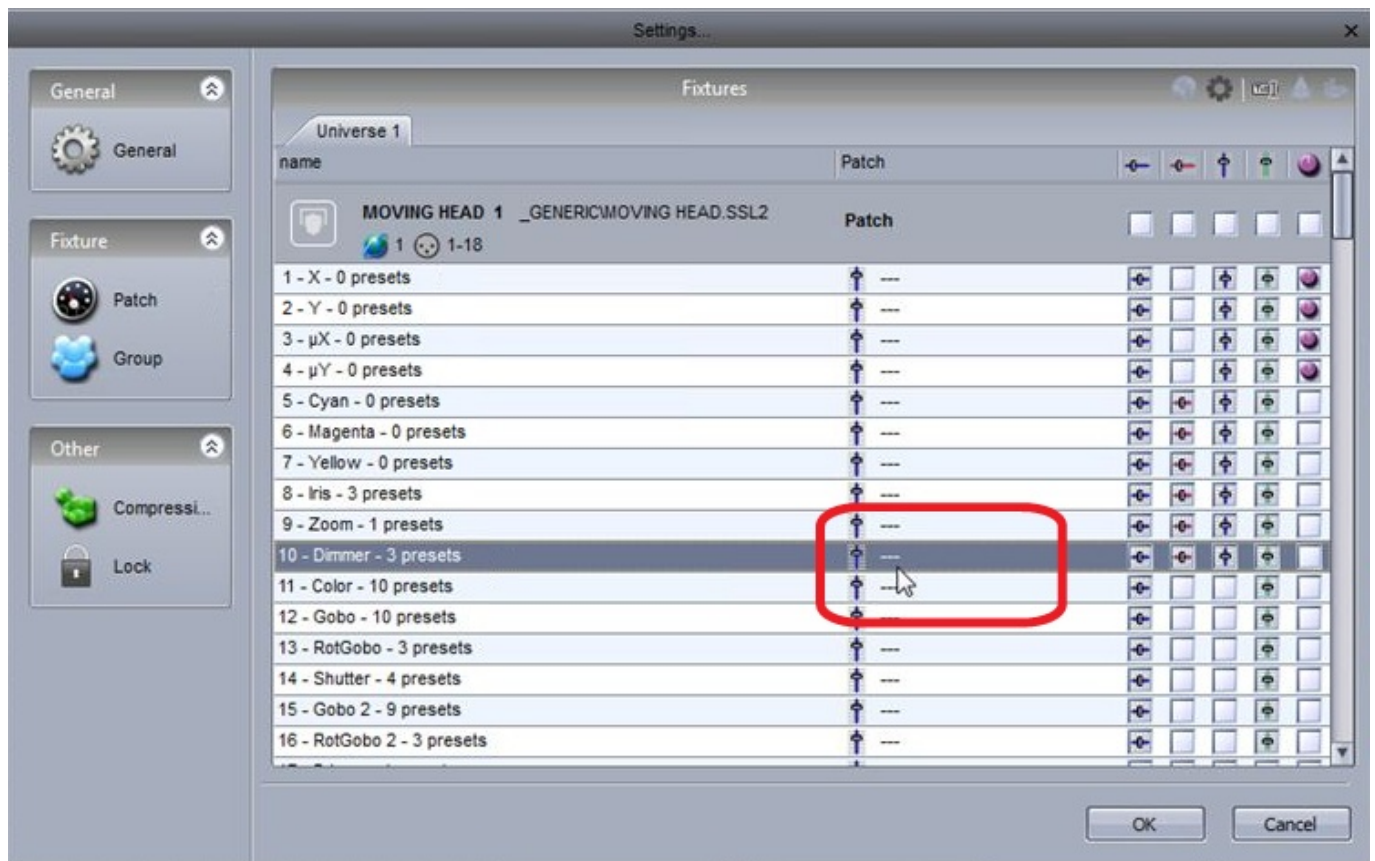 Settings...
General
General
Fixture
Patch
Group
Other
Compressi...
Lock
Fixtures
Universe 1
name Patch
MOVING HEAD 1 _GENERIC\MOVING HEAD.SSL2 Patch
1 1-18
1 - X - 0 presets ---
2 - Y - 0 presets ---
3 - µX - 0 presets ---
4 - µY - 0 presets ---
5 - Cyan - 0 presets ---
6 - Magenta - 0 presets ---
7 - Yellow - 0 presets ---
8 - Iris - 3 presets ---
9 - Zoom - 1 presets ---
10 - Dimmer - 3 presets ---
11 - Color - 10 presets ---
12 - Gobo - 10 presets ---
13 - RotGobo - 3 presets ---
14 - Shutter - 4 presets ---
15 - Gobo 2 - 9 presets ---
16 - RotGobo 2 - 3 presets ---
OK Cancel